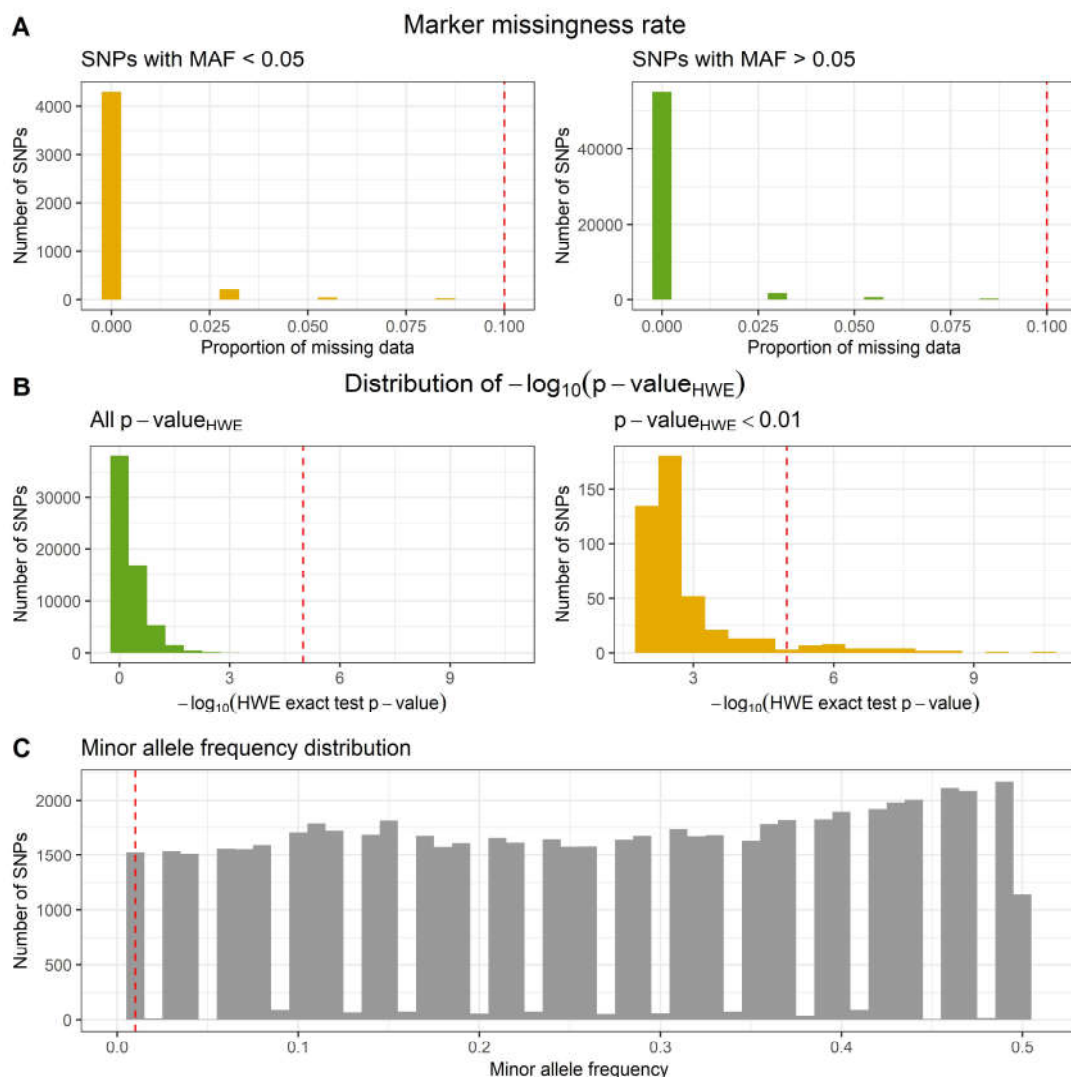 A
Marker missingness rate
SNPs with MAF < 0.05
SNPs with MAF > 0.05
Number of SNPs
4000
3000
2000
1000
0
0.000 0.025 0.050 0.075 0.100
Proportion of missing data
Number of SNPs
40000
20000
0
0.000 0.025 0.050 0.075 0.100
Proportion of missing data
B
Distribution of −log10(p − valueHWE)
All p − valueHWE
p − valueHWE < 0.01
Number of SNPs
30000
20000
10000
0
0 3 6 9
−log10(HWE exact test p − value)
Number of SNPs
150
100
50
0
3 6 9
−log10(HWE exact test p − value)
C
Minor allele frequency distribution
Number of SNPs
2000
1500
1000
500
0
0.0 0.1 0.2 0.3 0.4 0.5
Minor allele frequency